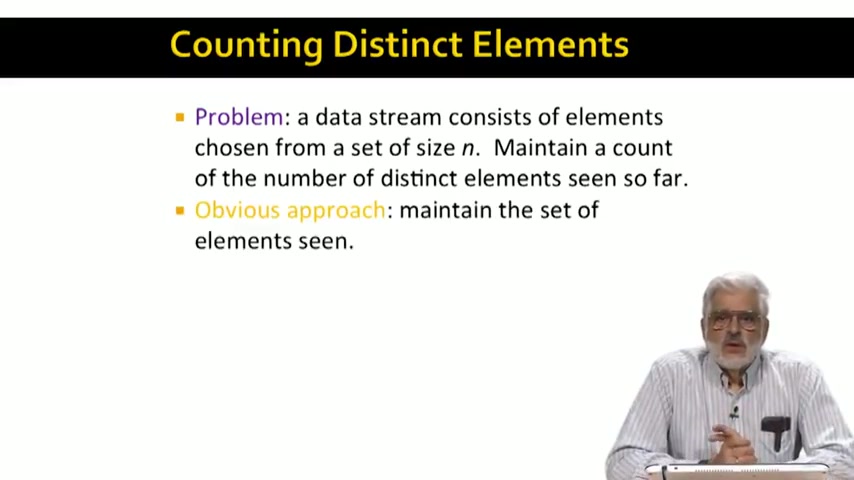 Counting Distinct Elements
Problem: a data stream consists of elements
chosen from a set of size n. Maintain a count
of the number of distinct elements seen so far.
Obvious approach: maintain the set of
elements seen.